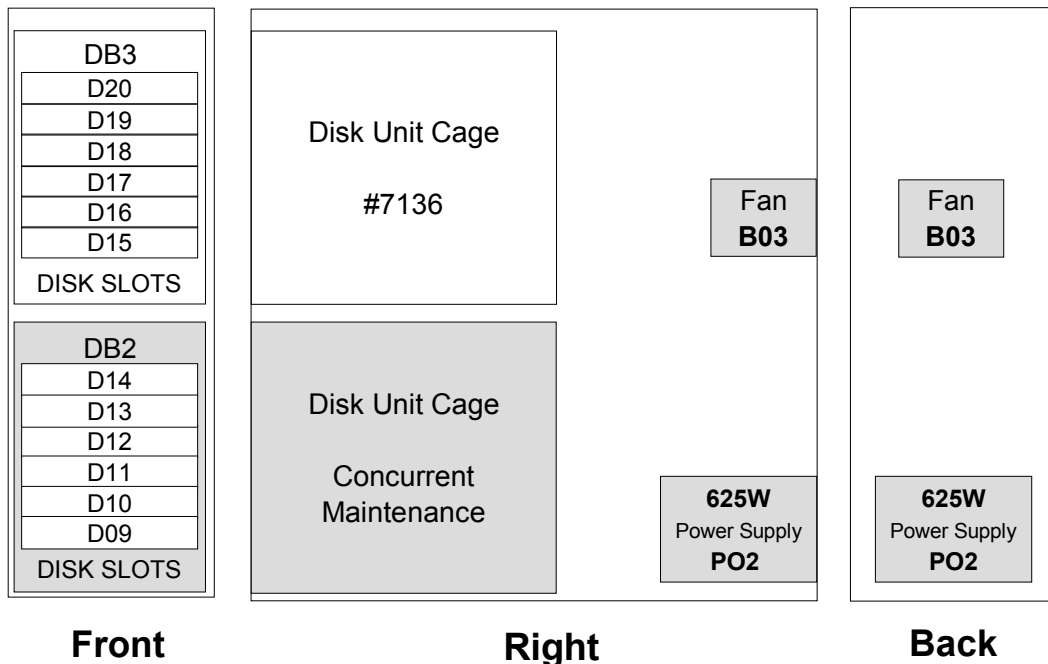 DB3
D20
D19
D18
D17
D16
D15
DISK SLOTS
DB2
D14
D13
D12
D11
D10
D09
DISK SLOTS
Front
Disk Unit Cage
#7136
Fan
B03
Disk Unit Cage
Concurrent
Maintenance
625W
Power Supply
PO2
Right
Fan
B03
625W
Power Supply
PO2
Back